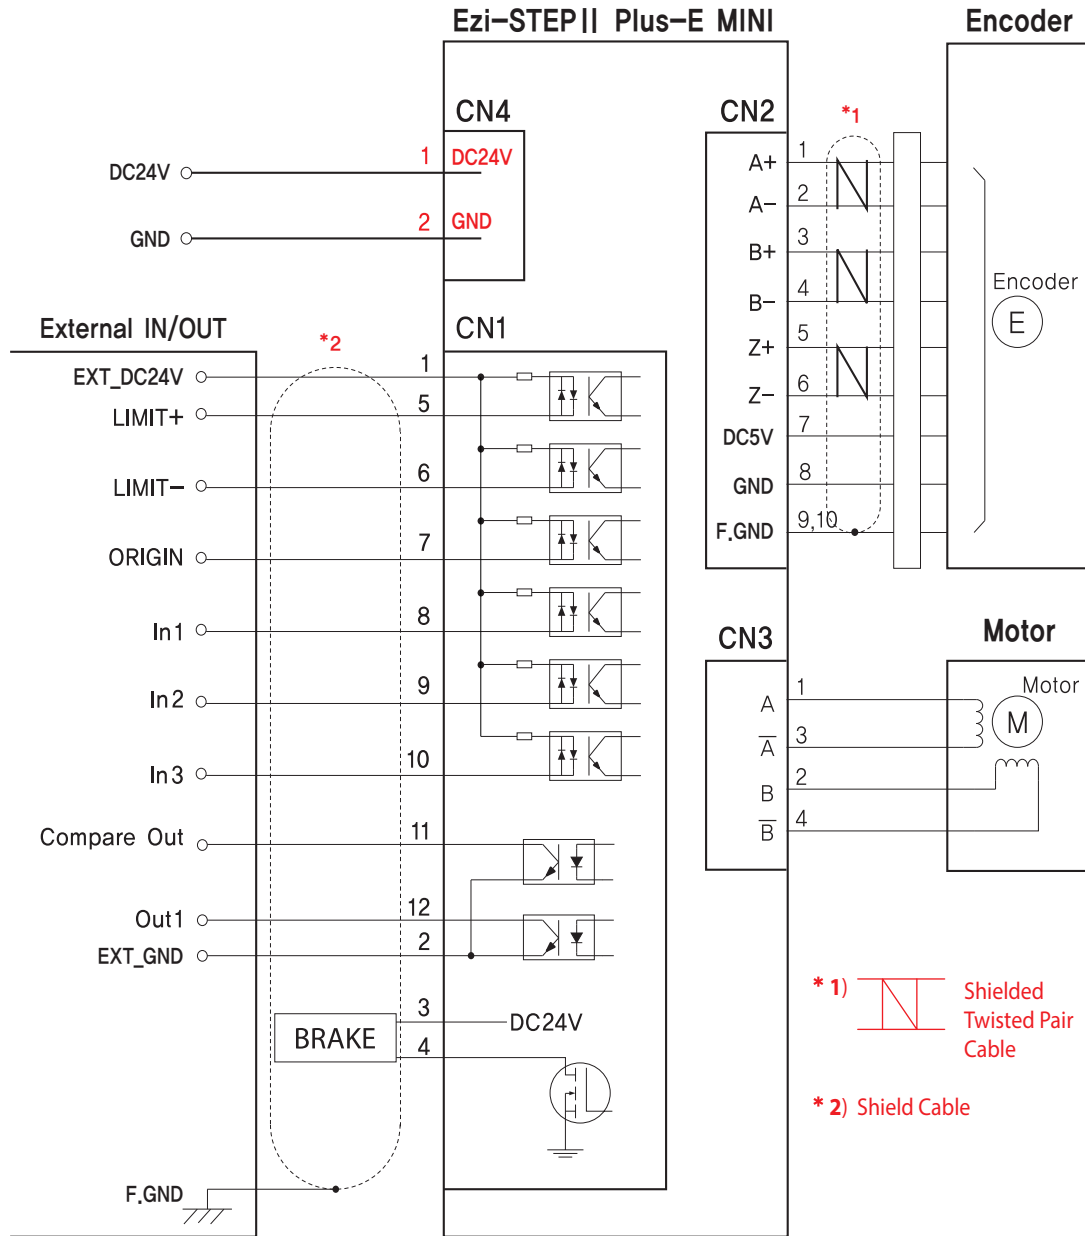 Ezi-STEP II Plus-E MINI
Encoder
CN4
1 DC24V
DC24V
2 GND
GND
CN2
*1
A+ 1
A- 2
B+ 3
B- 4
Z+ 5
Z- 6
DC5V 7
GND 8
F.GND 9,10
Encoder
E
External IN/OUT
*2
CN1
EXT_DC24V 1
LIMIT+ 5
LIMIT- 6
ORIGIN 7
In1 8
In2 9
In3 10
Compare Out 11
Out1 12
EXT_GND 2
BRAKE
3 DC24V
4
F.GND
CN3
Motor
A 1
A̅ 3
B 2
B̅ 4
Motor
M
* 1) Shielded
Twisted Pair
Cable
* 2) Shield Cable